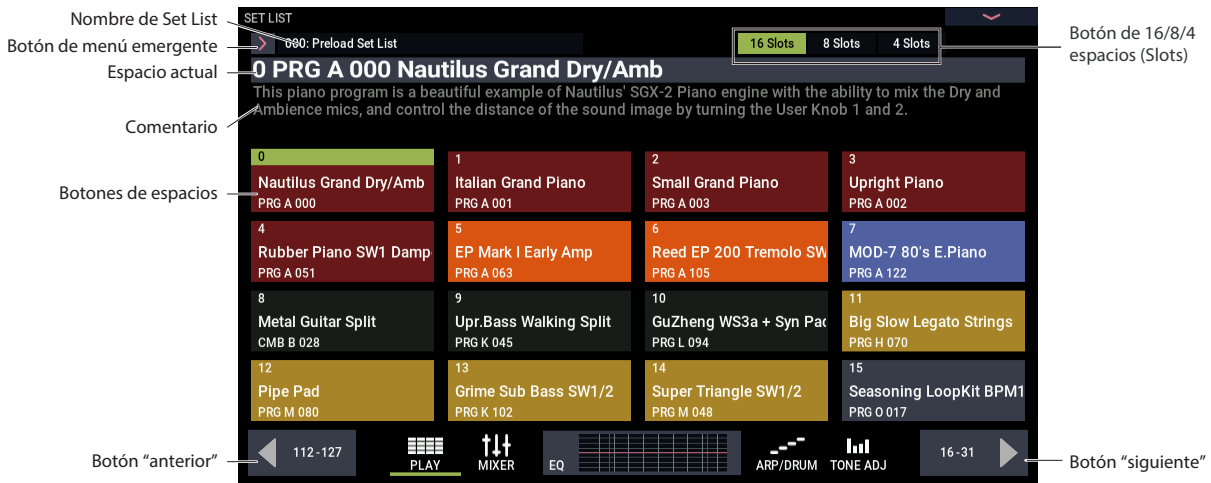 SET LIST
Nombre de Set List
Botón de menú emergente
000: Preload Set List
16 Slots
8 Slots
4 Slots
Botón de 16/8/4
espacios (Slots)
Espacio actual
0 PRG A 000 Nautilus Grand Dry/Amb
This piano program is a beautiful example of Nautilus' SGX-2 Piano engine with the ability to mix the Dry and
Ambience mics, and control the distance of the sound image by turning the User Knob 1 and 2.
Comentario
Botones de espacios
0
Nautilus Grand Dry/Amb
PRG A 000
1
Italian Grand Piano
PRG A 001
2
Small Grand Piano
PRG A 003
3
Upright Piano
PRG A 002
4
Rubber Piano SW1 Damp
PRG A 051
5
EP Mark I Early Amp
PRG A 063
6
Reed EP 200 Tremolo SW
PRG A 105
7
MOD-7 80's E.Piano
PRG A 122
8
Metal Guitar Split
CMB B 028
9
Upr.Bass Walking Split
PRG K 045
10
GuZheng WS3a + Syn Pad
PRG L 094
11
Big Slow Legato Strings
PRG H 070
12
Pipe Pad
PRG M 080
13
Grime Sub Bass SW1/2
PRG K 102
14
Super Triangle SW1/2
PRG M 048
15
Seasoning LoopKit BPM1
PRG O 017
Botón "anterior"
112-127
PLAY
MIXER
EQ
ARP/DRUM
TONE ADJ
16-31
Botón "siguiente"